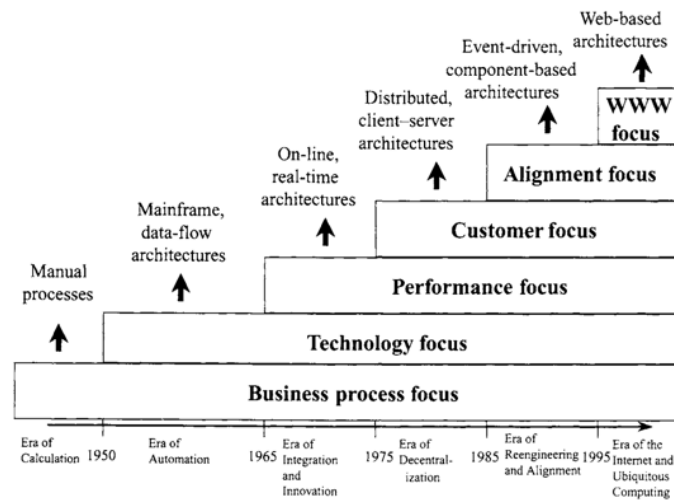 Web-based
architectures
Event-driven,
component-based
architectures
WWW
focus
Distributed,
client–server
architectures
Alignment focus
On-line,
real-time
architectures
Customer focus
Mainframe,
data-flow
architectures
Performance focus
Manual
processes
Technology focus
Business process focus
Era of
Calculation
1950
Era of
Automation
1965
Era of
Integration
and
Innovation
1975
Era of
Decentral-
ization
1985
Era of
Reengineering
and Alignment
1995
Era of the
Internet and
Ubiquitous
Computing